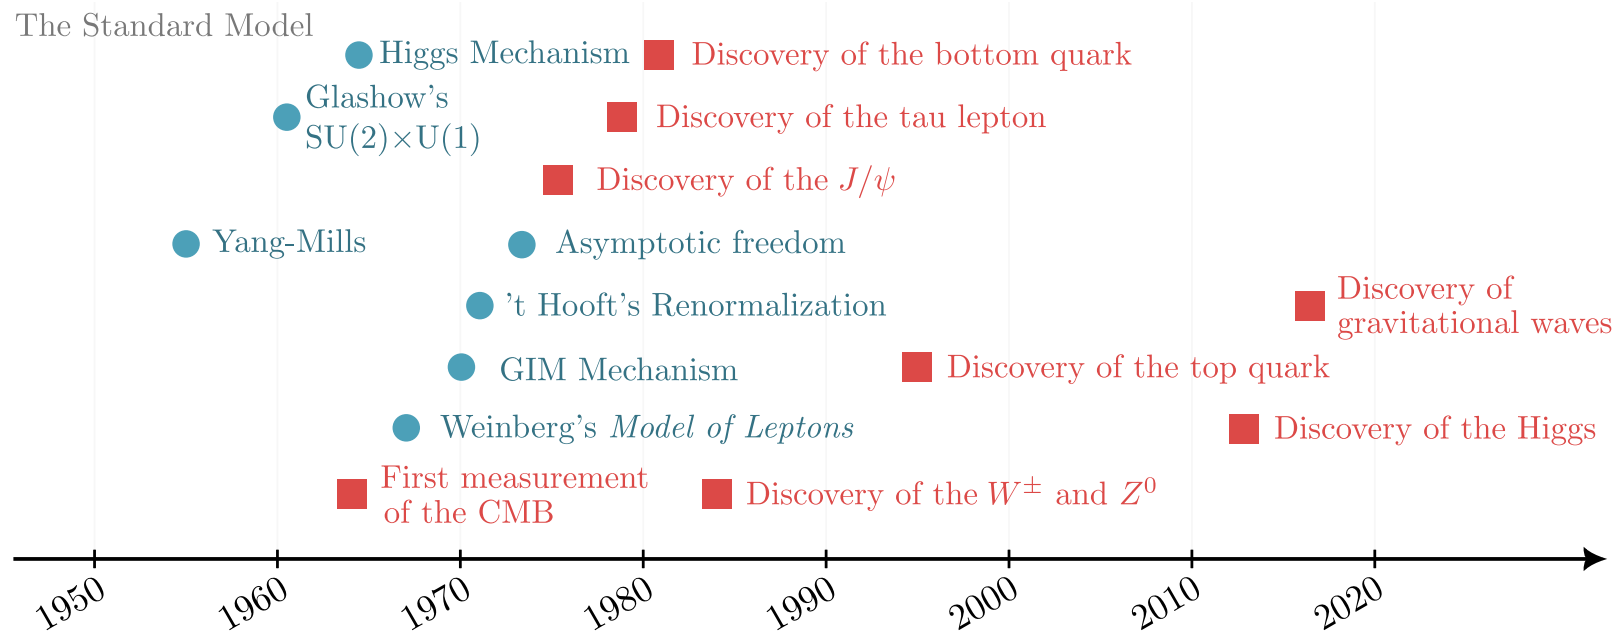 The Standard Model
Higgs Mechanism
Discovery of the bottom quark
Glashow's
SU(2)×U(1)
Discovery of the tau lepton
Discovery of the J/ψ
Yang-Mills
Asymptotic freedom
't Hooft's Renormalization
Discovery of
gravitational waves
GIM Mechanism
Discovery of the top quark
Weinberg's Model of Leptons
Discovery of the Higgs
First measurement
of the CMB
Discovery of the W± and Z⁰
1950
1960
1970
1980
1990
2000
2010
2020